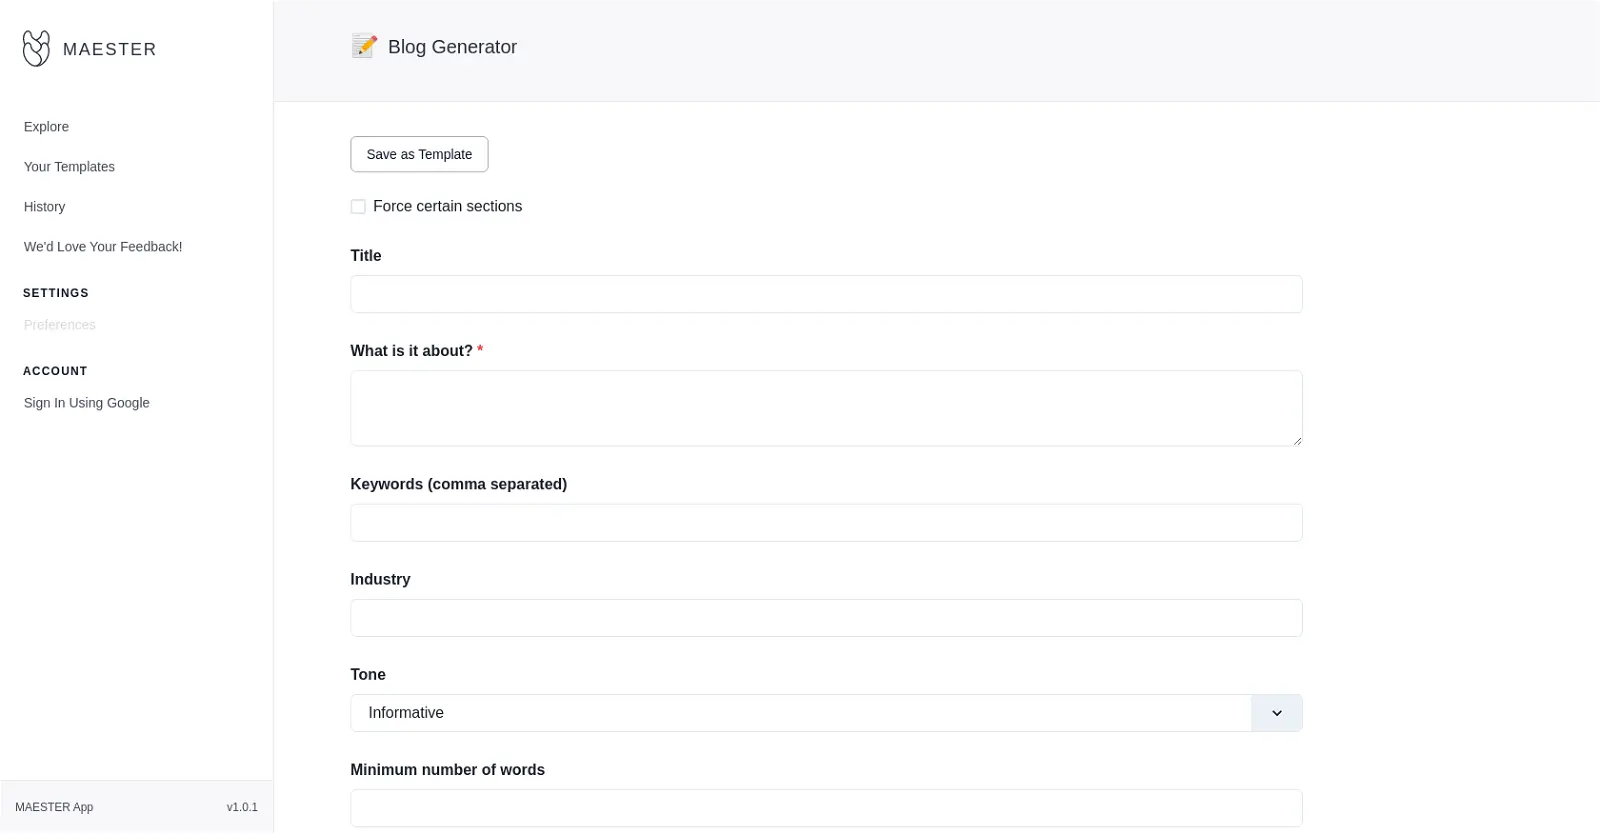 MAESTER
Explore
Your Templates
History
We'd Love Your Feedback!
SETTINGS
Preferences
ACCOUNT
Sign In Using Google
MAESTER App
v1.0.1
Blog Generator
Save as Template
Force certain sections
Title
What is it about? *
Keywords (comma separated)
Industry
Tone
Informative
Minimum number of words